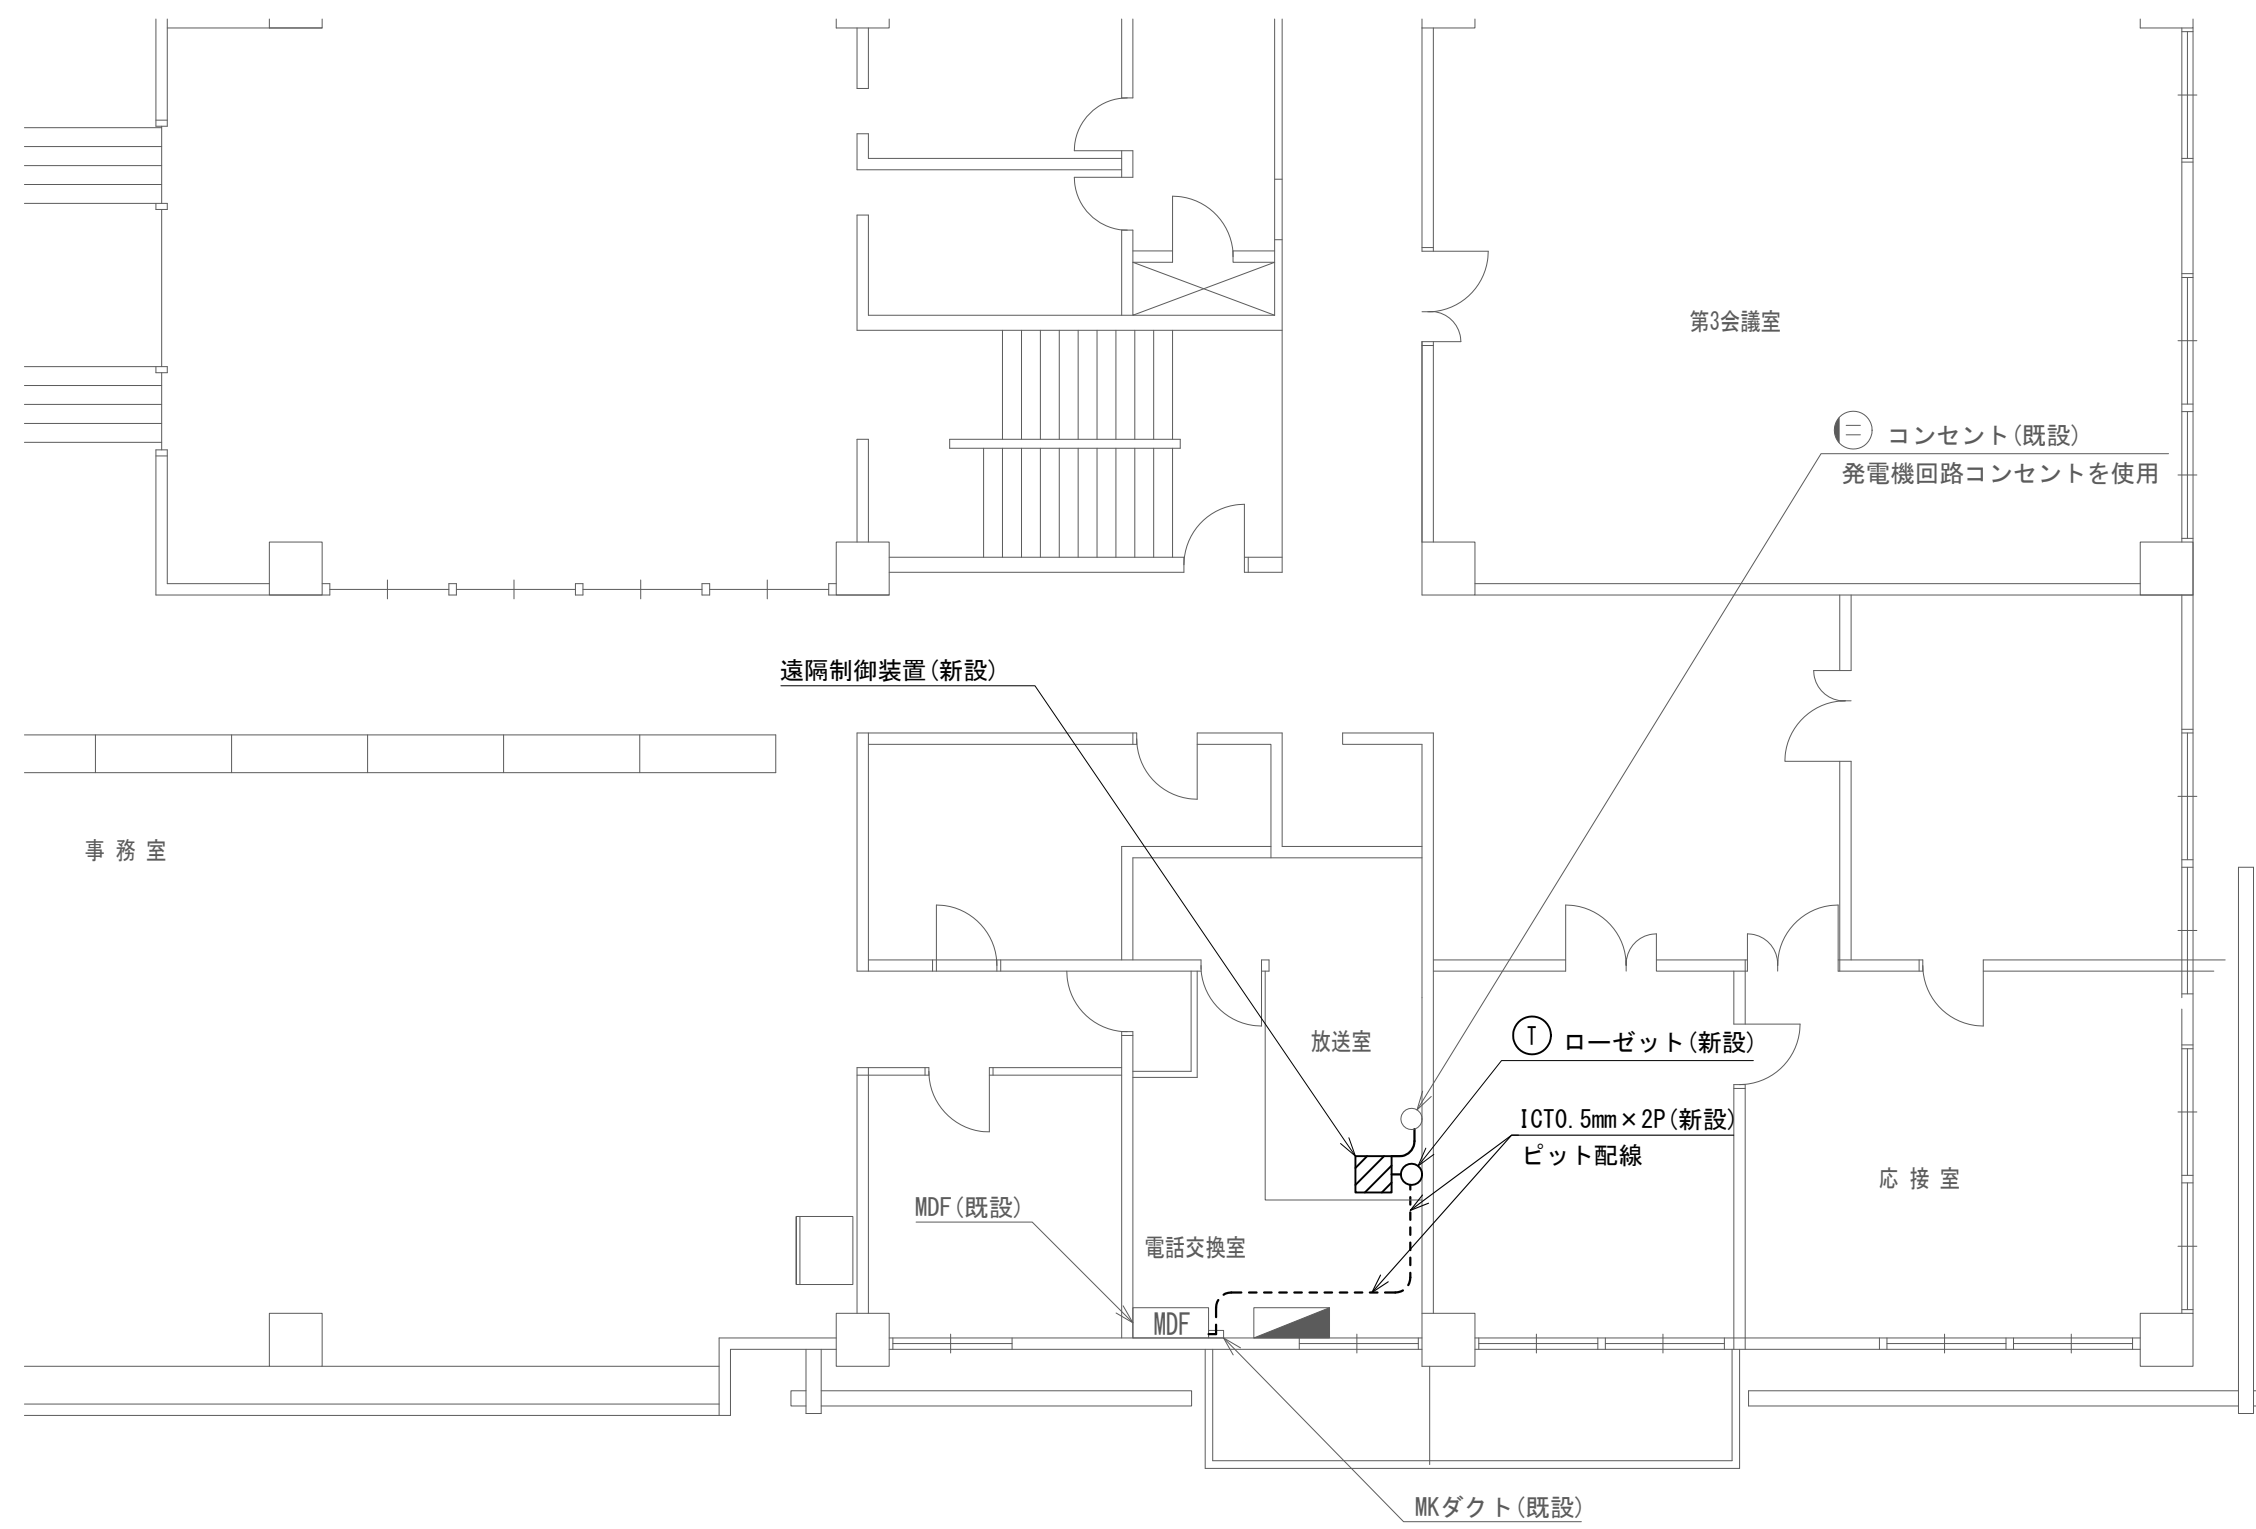 第3会議室
コンセント(既設)
発電機回路コンセントを使用
遠隔制御装置(新設)
事 務 室
放送室
T ローゼット(新設)
ICT0.5mm×2P(新設)
ピット配線
応 接 室
MDF(既設)
電話交換室
MDF
MKダクト(既設)